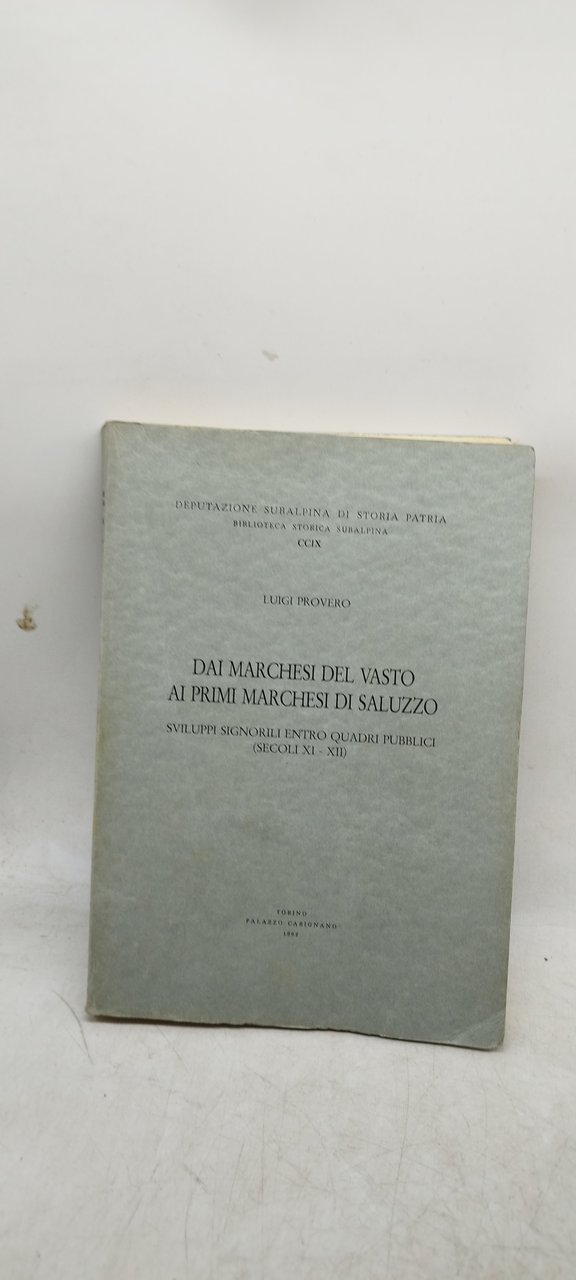 DEPUTAZIONE SUBALPINA DI STORIA PATRIA
BIBLIOTECA STORICA SUBALPINA
CCIX
LUIGI PROVERO
DAI MARCHESI DEL VASTO
AI PRIMI MARCHESI DI SALUZZO
SVILUPPI SIGNORILI ENTRO QUADRI PUBBLICI
(SECOLI XI - XII)
TORINO
PALAZZO CARIGNANO
1992